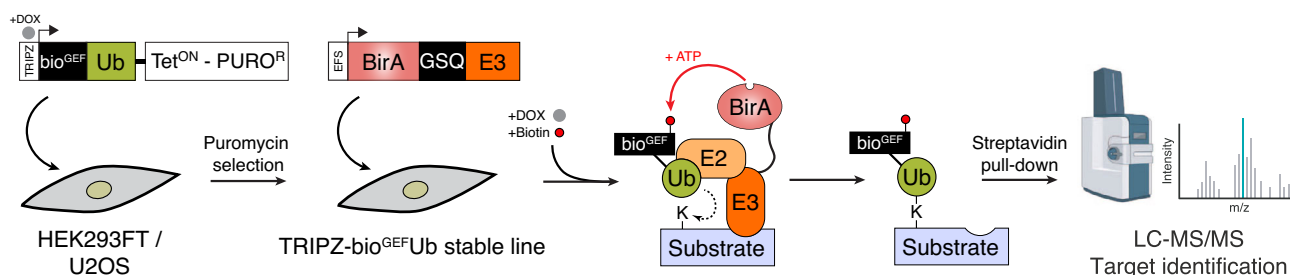 +DOX
TRIPZ
bioGEF
Ub
TetON - PUROR
HEK293FT /
U2OS
Puromycin
selection
EFS
BirA
GSQ
E3
TRIPZ-bioGEFUb stable line
+DOX
+Biotin
+ ATP
BirA
bioGEF
E2
Ub
E3
K
Substrate
bioGEF
Ub
K
Substrate
Streptavidin
pull-down
Intensity
m/z
LC-MS/MS
Target identification